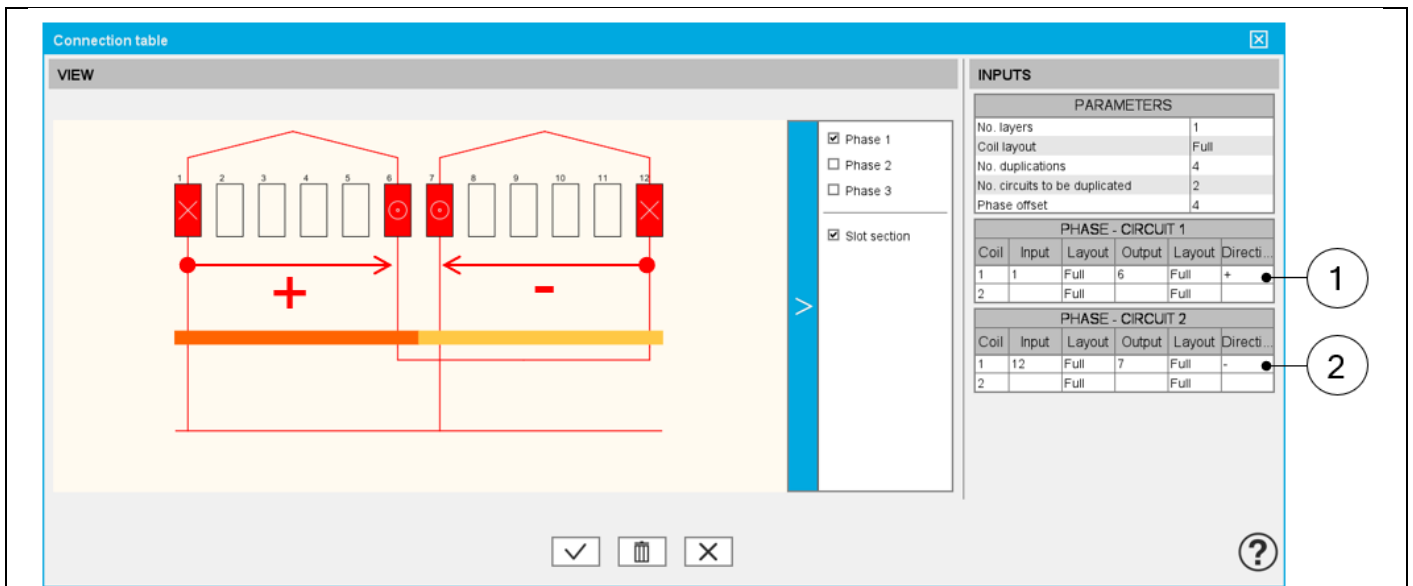 Connection table
VIEW
INPUTS
1 2 3 4 5 6 7 8 9 10 11 12
+ -
>
Phase 1
Phase 2
Phase 3
Slot section
PARAMETERS
No. layers 1
Coil layout Full
No. duplications 4
No. circuits to be duplicated 2
Phase offset 4
PHASE - CIRCUIT 1
Coil Input Layout Output Layout Directi...
1 1 Full 6 Full +
2 Full Full
1
PHASE - CIRCUIT 2
Coil Input Layout Output Layout Directi...
1 12 Full 7 Full -
2 Full Full
2
?